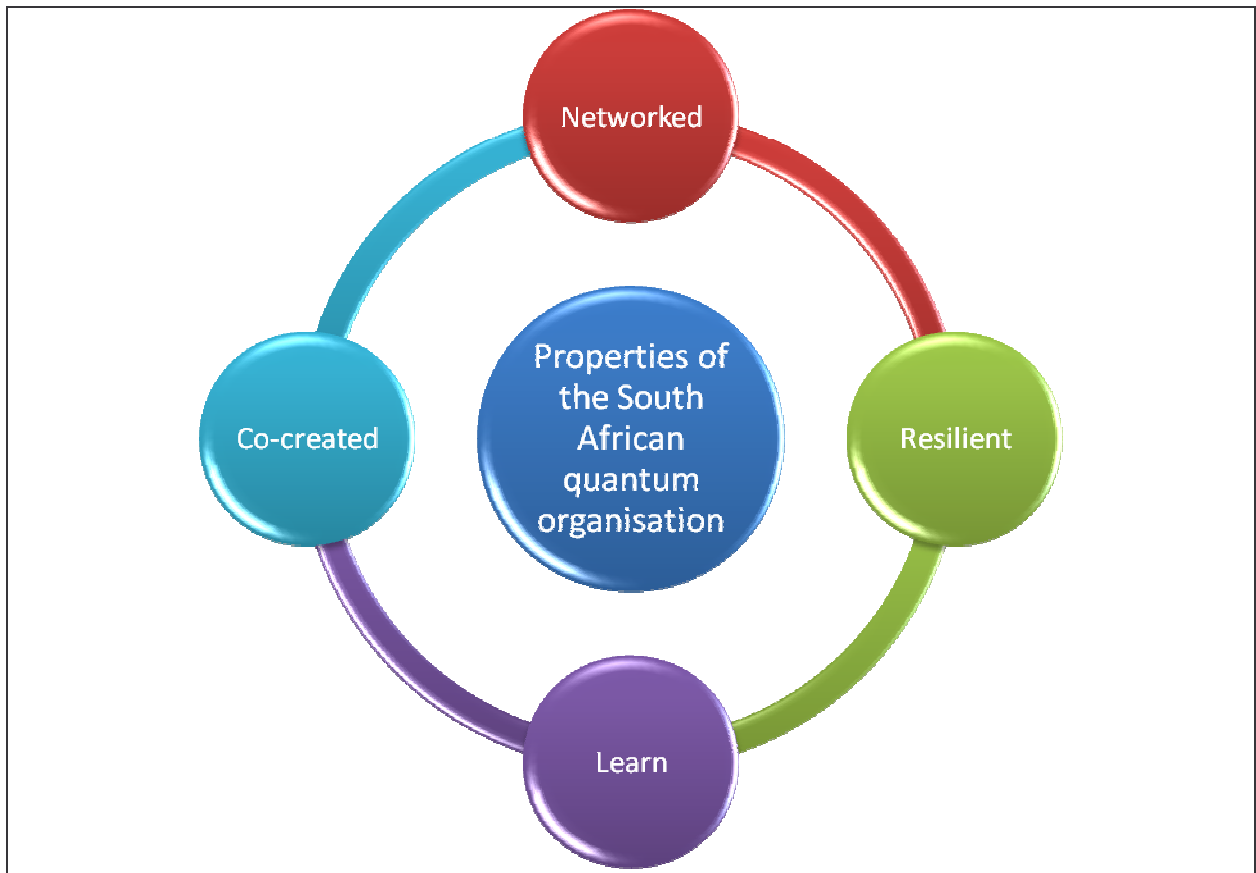 Networked
Properties of
the South
African
quantum
organisation
Co-created
Resilient
Learn